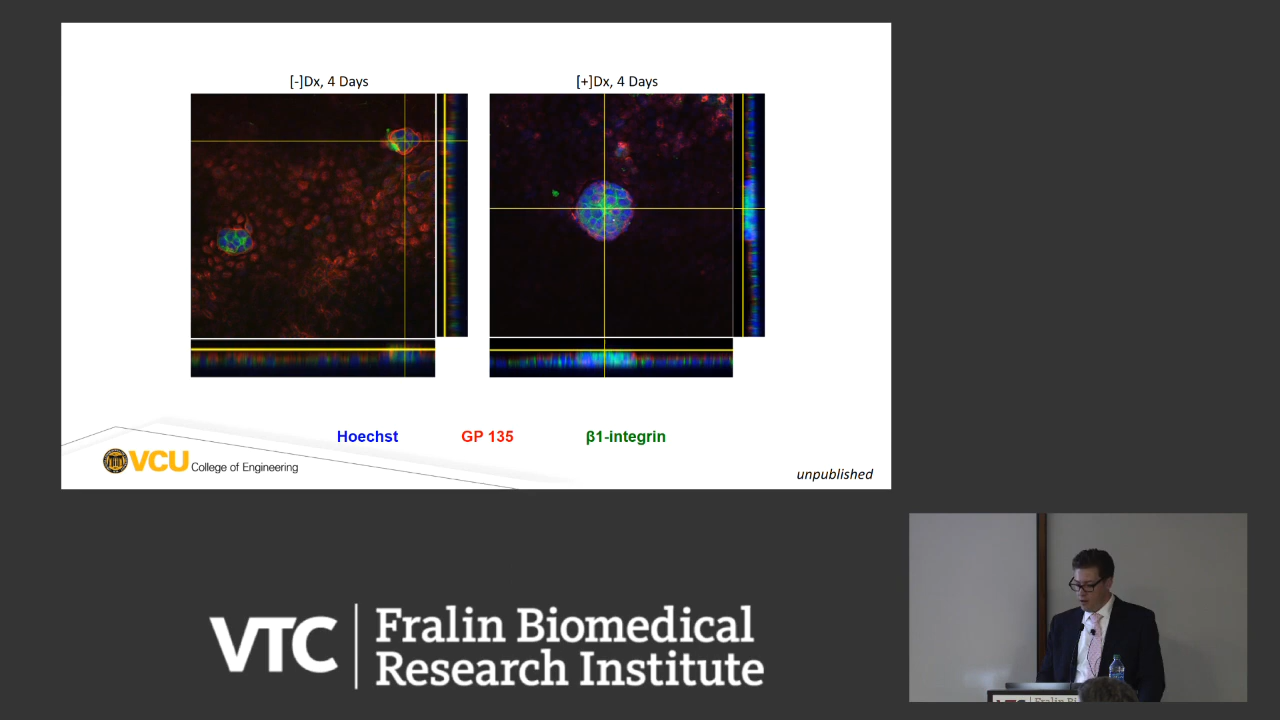 [-]Dx, 4 Days
[+]Dx, 4 Days
Hoechst GP 135 β1-integrin
VCU College of Engineering
unpublished
VTC
Fralin Biomedical
Research Institute